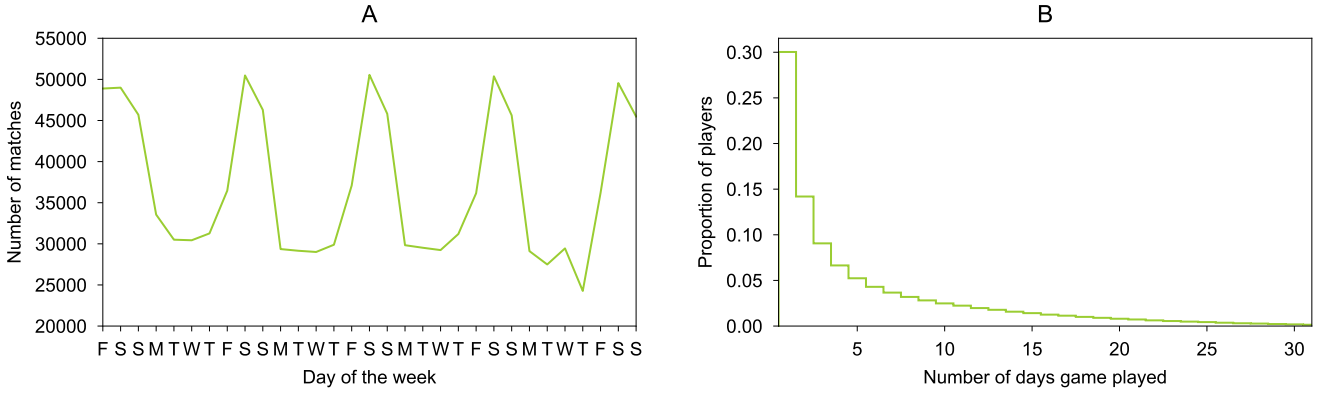 A
55000
50000
45000
40000
35000
30000
25000
20000
Number of matches
F S S M T W T F S S M T W T F S S M T W T F S S M T W T F S S
Day of the week
B
0.30
0.25
0.20
0.15
0.10
0.05
0.00
Proportion of players
5 10 15 20 25 30
Number of days game played